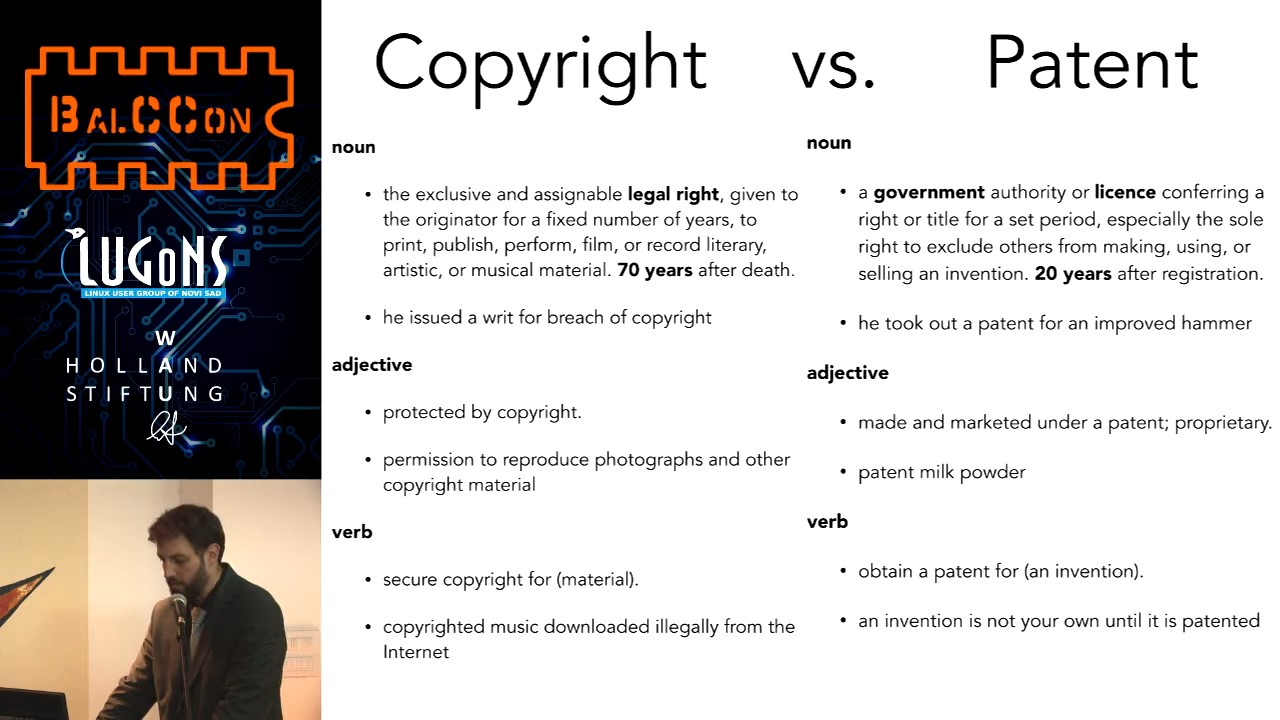 BALCCON
LUGoNS
LINUX USER GROUP OF NOVI SAD
W
HOLLAND
STIFTUNG
U
Copyright vs. Patent
noun
• the exclusive and assignable legal right, given to
the originator for a fixed number of years, to
print, publish, perform, film, or record literary,
artistic, or musical material. 70 years after death.
• he issued a writ for breach of copyright
adjective
• protected by copyright.
• permission to reproduce photographs and other
copyright material
verb
• secure copyright for (material).
• copyrighted music downloaded illegally from the
Internet
noun
• a government authority or licence conferring a
right or title for a set period, especially the sole
right to exclude others from making, using, or
selling an invention. 20 years after registration.
• he took out a patent for an improved hammer
adjective
• made and marketed under a patent; proprietary.
• patent milk powder
verb
• obtain a patent for (an invention).
• an invention is not your own until it is patented